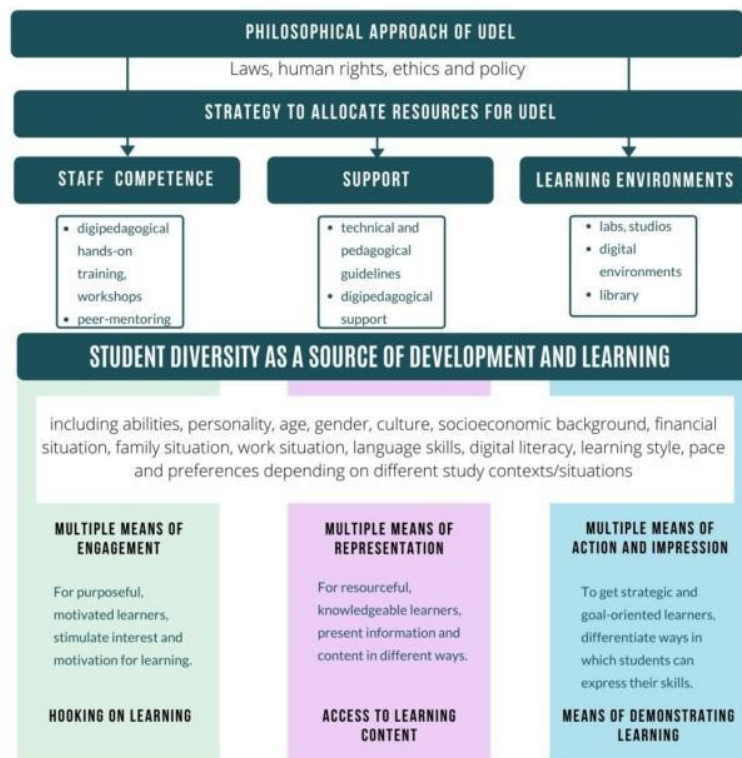 PHILOSOPHICAL APPROACH OF UDEL
Laws, human rights, ethics and policy
STRATEGY TO ALLOCATE RESOURCES FOR UDEL
STAFF COMPETENCE
• digipedagogical
hands-on
training,
workshops
• peer-mentoring
SUPPORT
• technical and
pedagogical
guidelines
• digipedagogical
support
LEARNING ENVIRONMENTS
• labs, studios
• digital
environments
• library
STUDENT DIVERSITY AS A SOURCE OF DEVELOPMENT AND LEARNING
including abilities, personality, age, gender, culture, socioeconomic background, financial
situation, family situation, work situation, language skills, digital literacy, learning style, pace
and preferences depending on different study contexts/situations
MULTIPLE MEANS OF
ENGAGEMENT
For purposeful,
motivated learners,
stimulate interest and
motivation for learning.
HOOKING ON LEARNING
MULTIPLE MEANS OF
REPRESENTATION
For resourceful,
knowledgeable learners,
present information and
content in different ways.
ACCESS TO LEARNING
CONTENT
MULTIPLE MEANS OF
ACTION AND IMPRESSION
To get strategic and
goal-oriented learners,
differentiate ways in
which students can
express their skills.
MEANS OF DEMONSTRATING
LEARNING